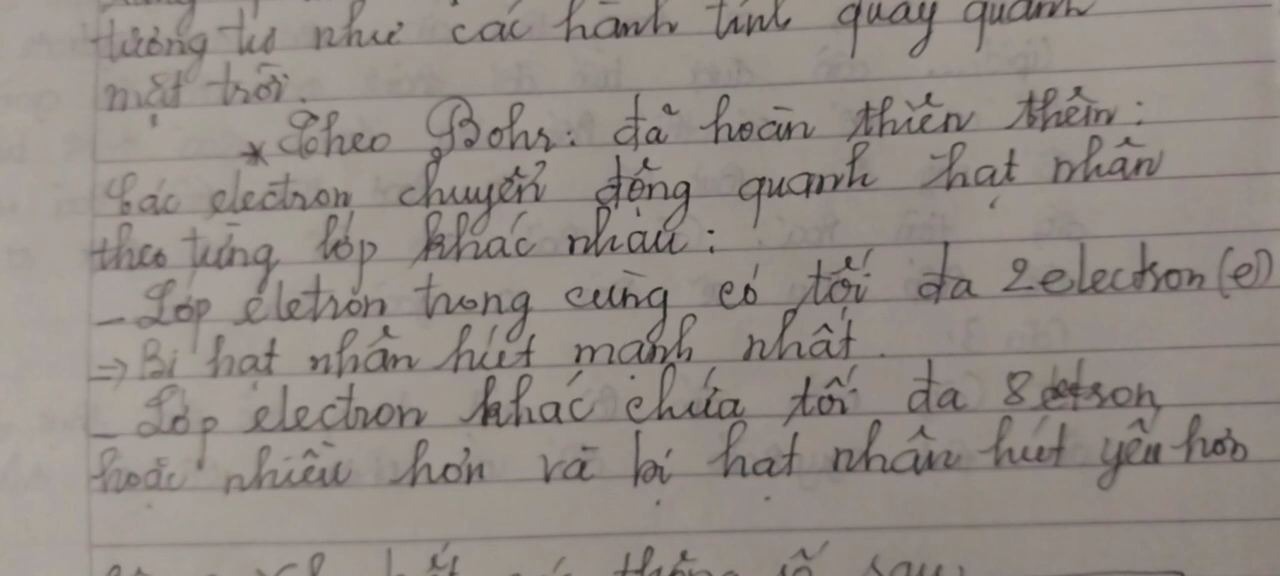 tương tự như các hành tinh quay quanh
mặt trời.
* Theo Bohr: đã hoàn thiện thêm:
Các electron chuyển động quanh hạt nhân
theo từng lớp khác nhau:
- Lớp eletron trong cùng có tối đa 2electron (e)
=> Bị hạt nhân hút mạnh nhất.
- Lớp electron khác chứa tối đa 8 etron
hoặc nhiều hơn và bị hạt nhân hút yếu hơn
sau: